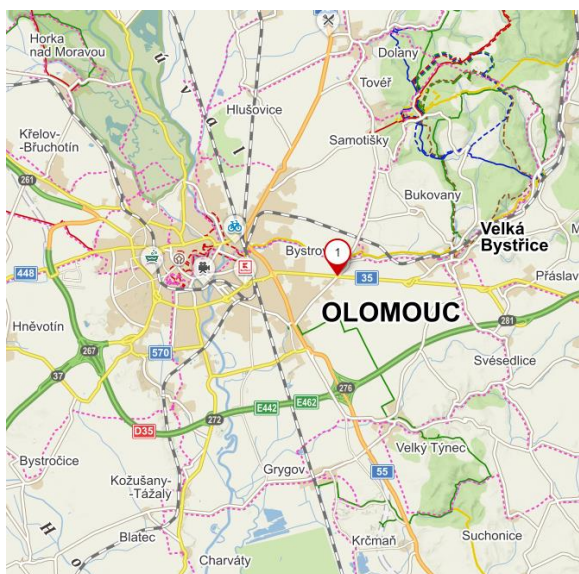 Horka
nad Moravou
Dolany
Tovéř
ú
v
a
l
Hlušovice
Křelov-
-Břuchotín
Samotišky
261
Bukovany
Velká
Bystřice
Bystro
1
448
35
Přáslav
OLOMOUC
Hněvotín
281
267
570
Svésedlice
37
276
E442
E462
272
D35
Velký Týnec
Bystročice
Grygov
55
Kožušany-
-Tážaly
H
o
Blatec
Suchonice
Krčmaň
Charváty